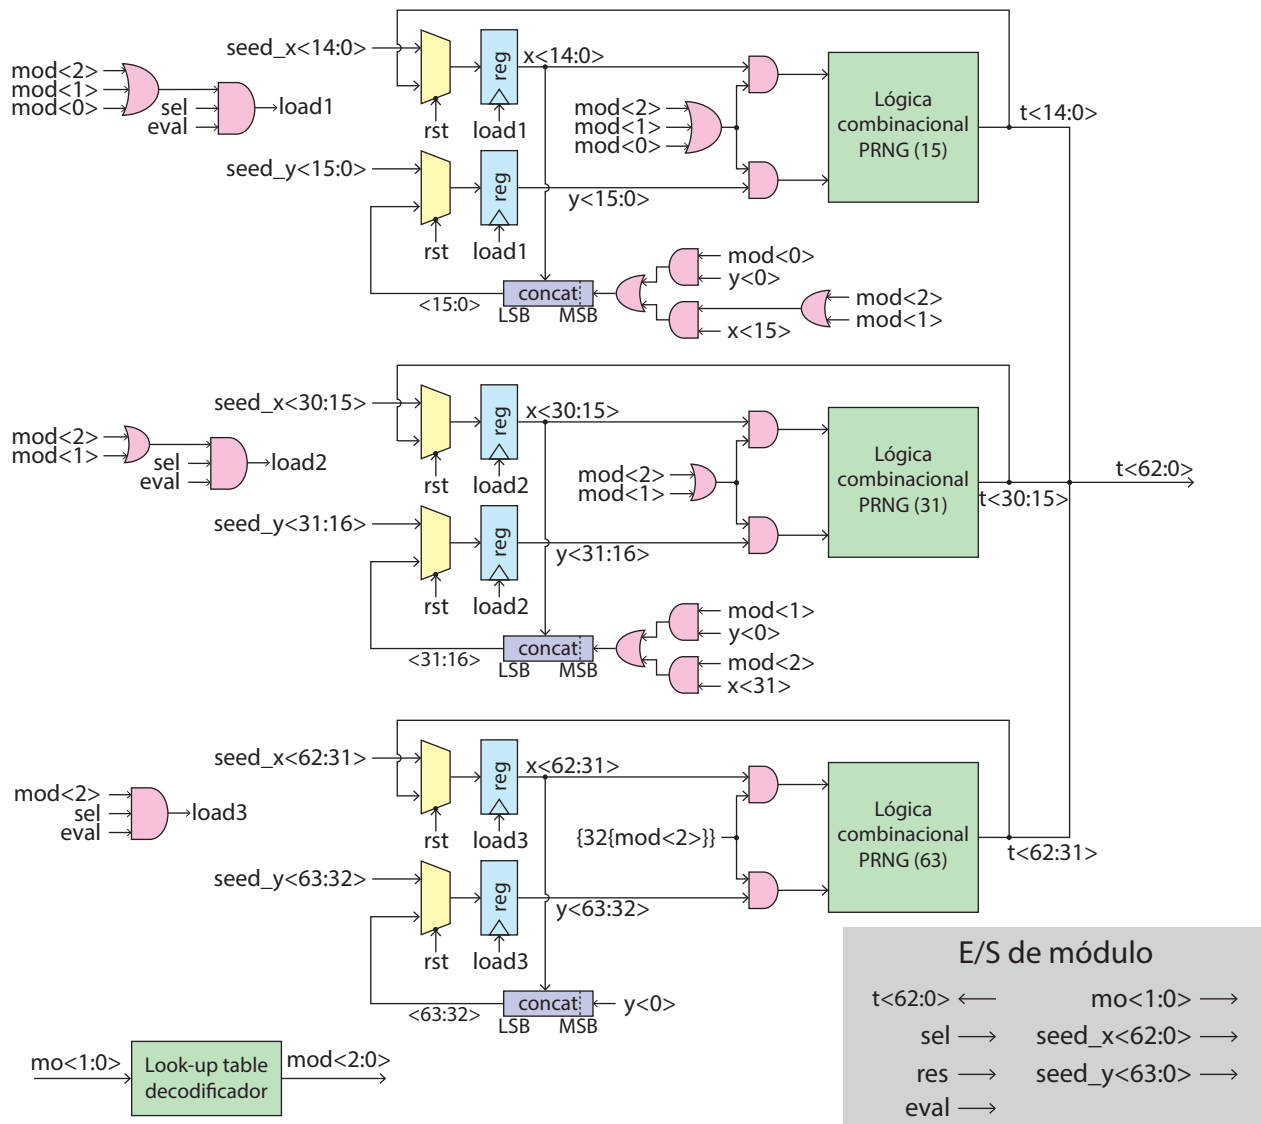 seed_x<14:0>
x<14:0>
reg
mod<2>
mod<1>
mod<0>
sel
eval
load1
rst
load1
mod<2>
mod<1>
mod<0>
Lógica
combinacional
PRNG (15)
t<14:0>
seed_y<15:0>
reg
y<15:0>
rst
load1
mod<0>
y<0>
<15:0>
concat
LSB
MSB
mod<2>
mod<1>
x<15>
seed_x<30:15>
x<30:15>
reg
mod<2>
mod<1>
sel
eval
load2
rst
load2
mod<2>
mod<1>
Lógica
combinacional
PRNG (31)
t<30:15>
t<62:0>
seed_y<31:16>
reg
y<31:16>
rst
load2
mod<1>
y<0>
<31:16>
concat
LSB
MSB
mod<2>
x<31>
seed_x<62:31>
x<62:31>
reg
mod<2>
sel
eval
load3
rst
load3
{32{mod<2>}}
Lógica
combinacional
PRNG (63)
t<62:31>
seed_y<63:32>
reg
y<63:32>
rst
load3
<63:32>
concat
LSB
MSB
y<0>
mo<1:0>
Look-up table
decodificador
mod<2:0>
E/S de módulo
t<62:0>
mo<1:0>
sel
seed_x<62:0>
res
seed_y<63:0>
eval